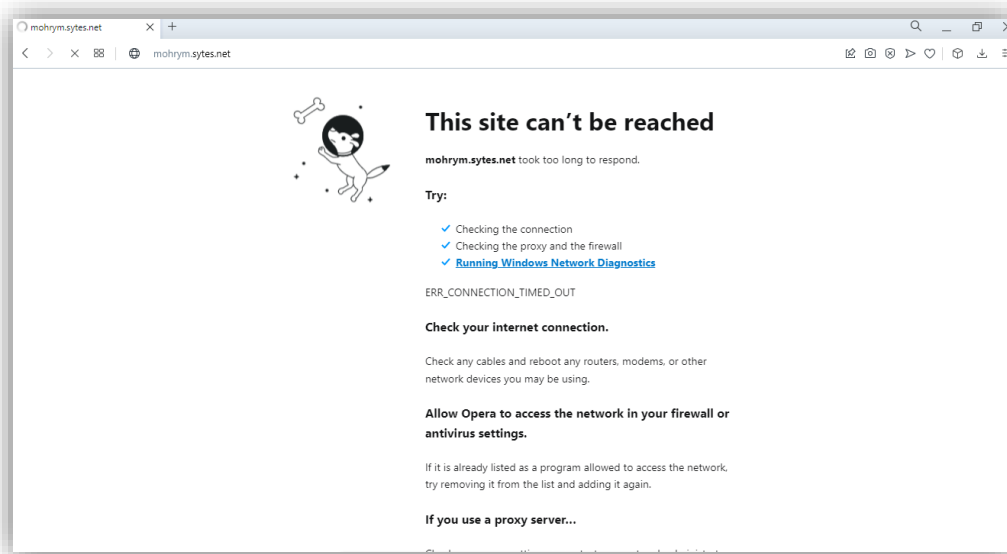 mohrym.sytes.net
mohrym.sytes.net
This site can’t be reached
mohrym.sytes.net took too long to respond.
Try:
Checking the connection
Checking the proxy and the firewall
Running Windows Network Diagnostics
ERR_CONNECTION_TIMED_OUT
Check your internet connection.
Check any cables and reboot any routers, modems, or other
network devices you may be using.
Allow Opera to access the network in your firewall or
antivirus settings.
If it is already listed as a program allowed to access the network,
try removing it from the list and adding it again.
If you use a proxy server...